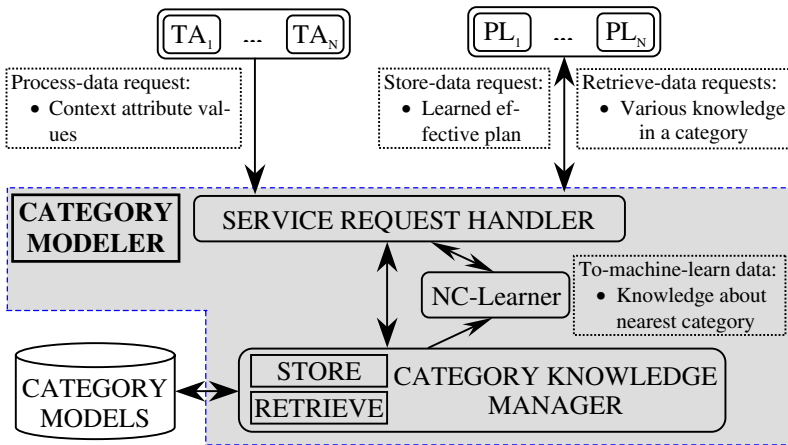 TA1 ... TAN
PL1 ... PLN
Process-data request:
• Context attribute val-
ues
Store-data request:
• Learned ef-
fective plan
Retrieve-data requests:
• Various knowledge
in a category
CATEGORY
MODELER
SERVICE REQUEST HANDLER
NC-Learner
To-machine-learn data:
• Knowledge about
nearest category
CATEGORY
MODELS
STORE
RETRIEVE
CATEGORY KNOWLEDGE
MANAGER